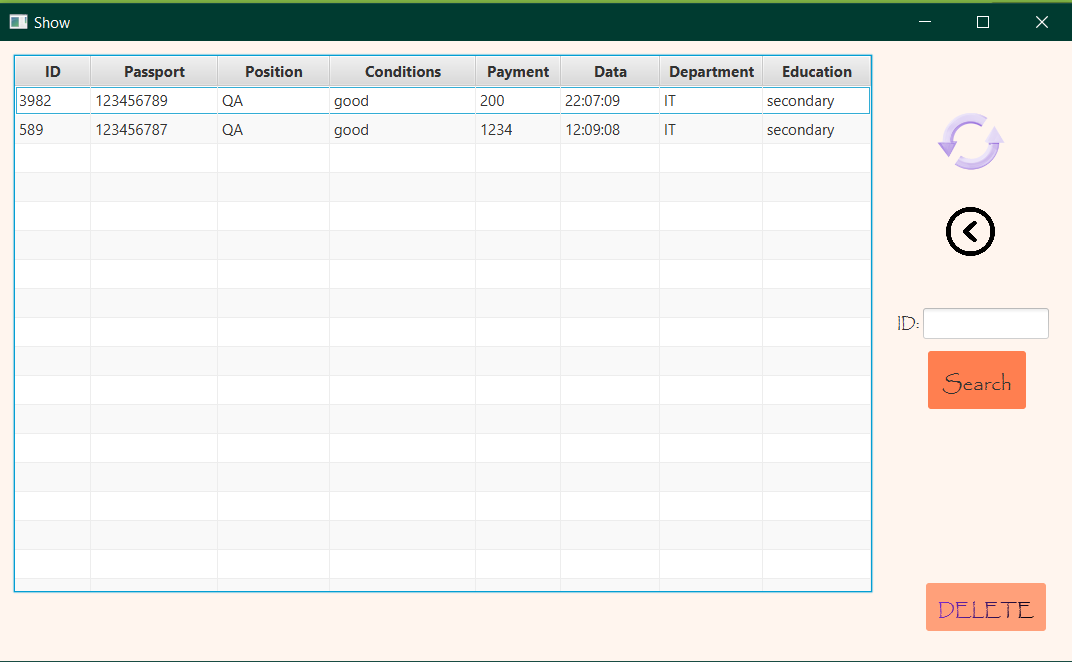 Show
ID Passport Position Conditions Payment Data Department Education
3982 123456789 QA good 200 22:07:09 IT secondary
589 123456787 QA good 1234 12:09:08 IT secondary
ID:
Search
DELETE